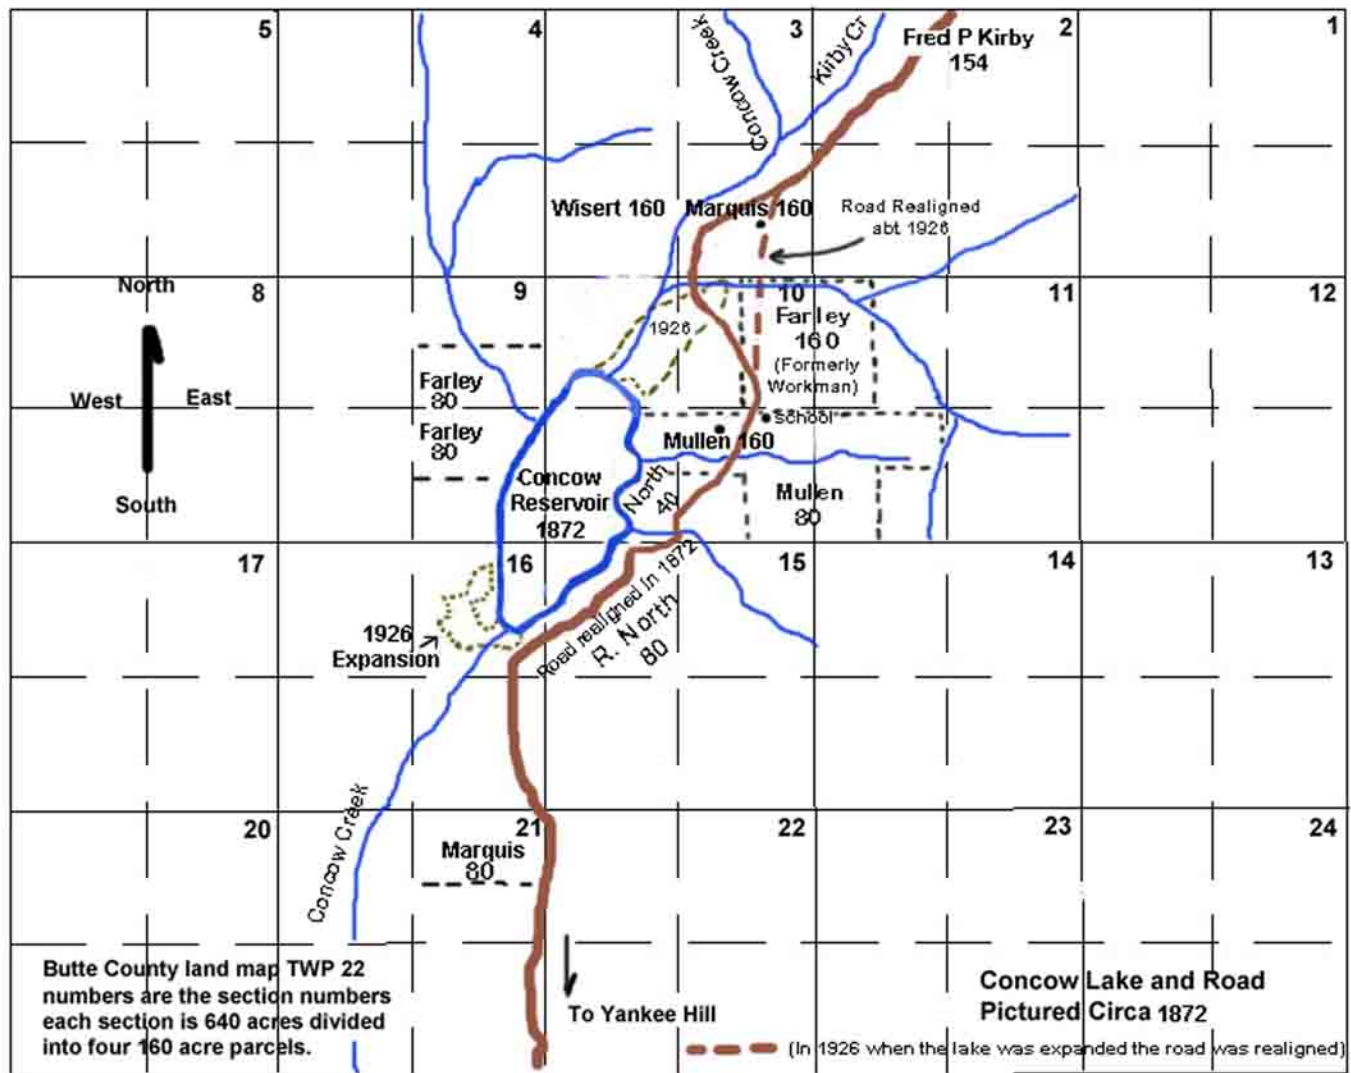 5
4
3
2
1
Concow Creek
Kirby Cr
Fred P Kirby
154
Wisert 160
Marquis 160
Road Realigned
abt 1926
North
8
9
10
11
12
1926
Farley
160
(Formerly
Workman)
West
East
Farley
80
School
Farley
80
Mullen 160
South
Concow
Reservoir
1872
North
40
Mullen
80
17
16
15
14
13
Road realigned In 1872
R. North
80
1926
Expansion
Concow Creek
20
21
22
23
24
Marquis
80
Butte County land map TWP 22
numbers are the section numbers
each section is 640 acres divided
into four 160 acre parcels.
To Yankee Hill
Concow Lake and Road
Pictured Circa 1872
(In 1926 when the lake was expanded the road was realigned)